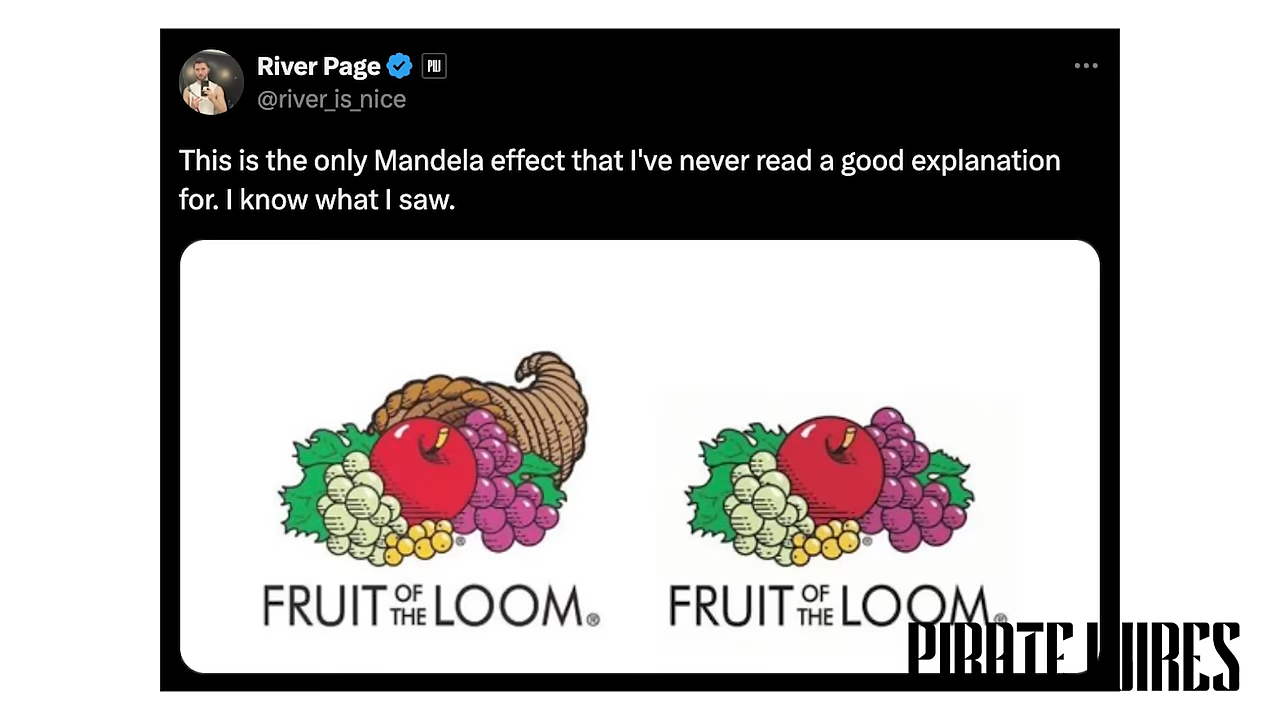 River Page PW
@river_is_nice
This is the only Mandela effect that I've never read a good explanation
for. I know what I saw.
FRUIT OF THE LOOM®
FRUIT OF THE LOOM®
PIRATE WIRES